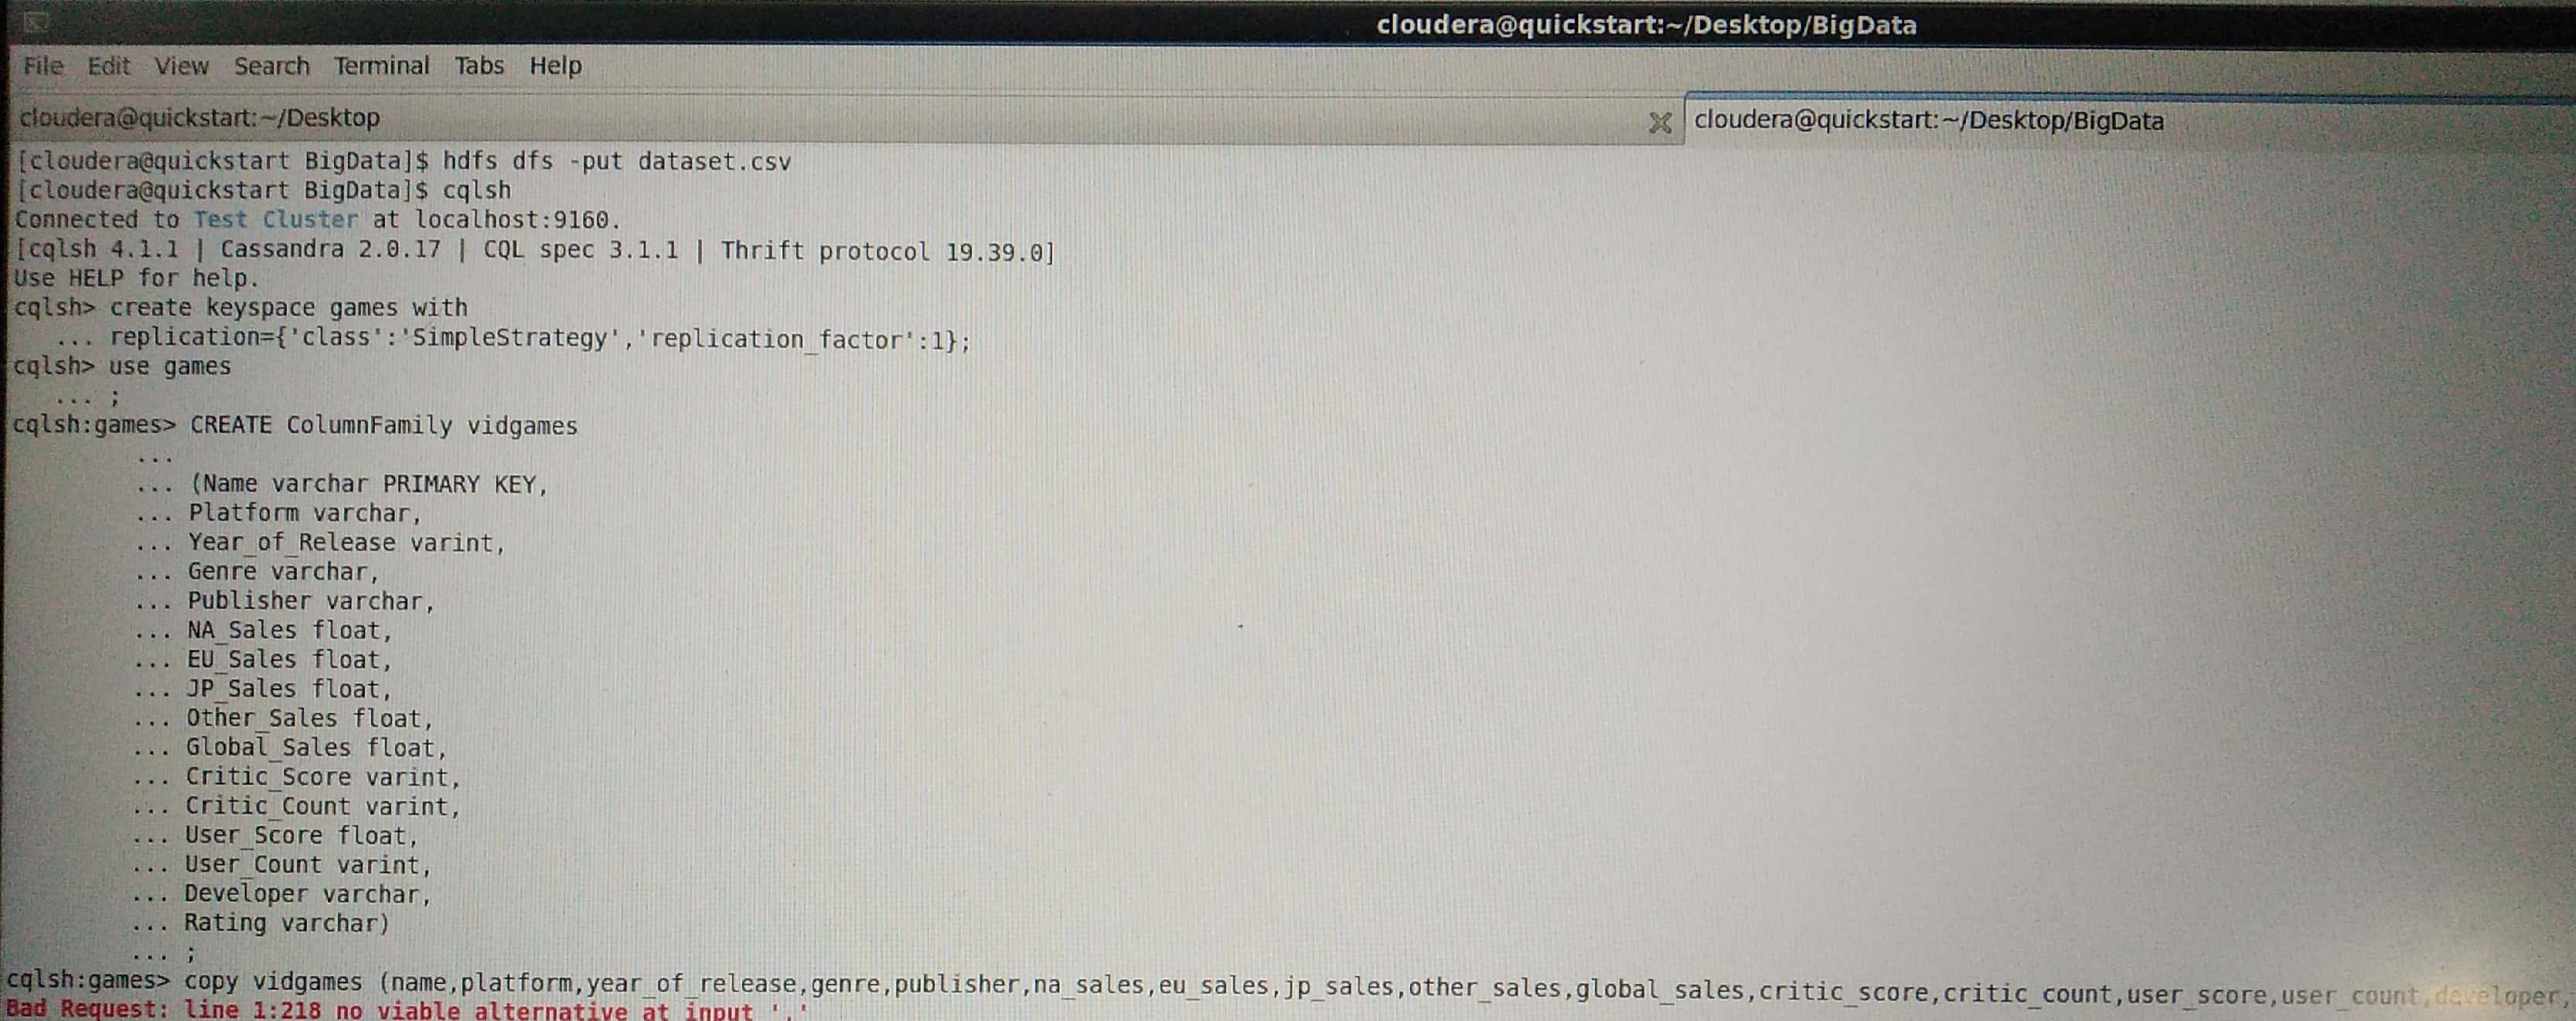 cloudera@quickstart:~/Desktop/BigData
File Edit View Search Terminal Tabs Help
cloudera@quickstart:~/Desktop
cloudera@quickstart:~/Desktop/BigData
[cloudera@quickstart BigData]$ hdfs dfs -put dataset.csv
[cloudera@quickstart BigData]$ cqlsh
Connected to Test Cluster at localhost:9160.
[cqlsh 4.1.1 | Cassandra 2.0.17 | CQL spec 3.1.1 | Thrift protocol 19.39.0]
Use HELP for help.
cqlsh> create keyspace games with
... replication={'class':'SimpleStrategy','replication_factor':1};
cqlsh> use games
... ;
cqlsh:games> CREATE ColumnFamily vidgames
...
... (Name varchar PRIMARY KEY,
... Platform varchar,
... Year_of_Release varint,
... Genre varchar,
... Publisher varchar,
... NA_Sales float,
... EU_Sales float,
... JP_Sales float,
... Other_Sales float,
... Global_Sales float,
... Critic_Score varint,
... Critic_Count varint,
... User_Score float,
... User_Count varint,
... Developer varchar,
... Rating varchar)
... ;
cqlsh:games> copy vidgames (name,platform,year_of_release,genre,publisher,na_sales,eu_sales,jp_sales,other_sales,global_sales,critic_score,critic_count,user_score,user_count,developer,
Bad Request: line 1:218 no viable alternative at input '.'